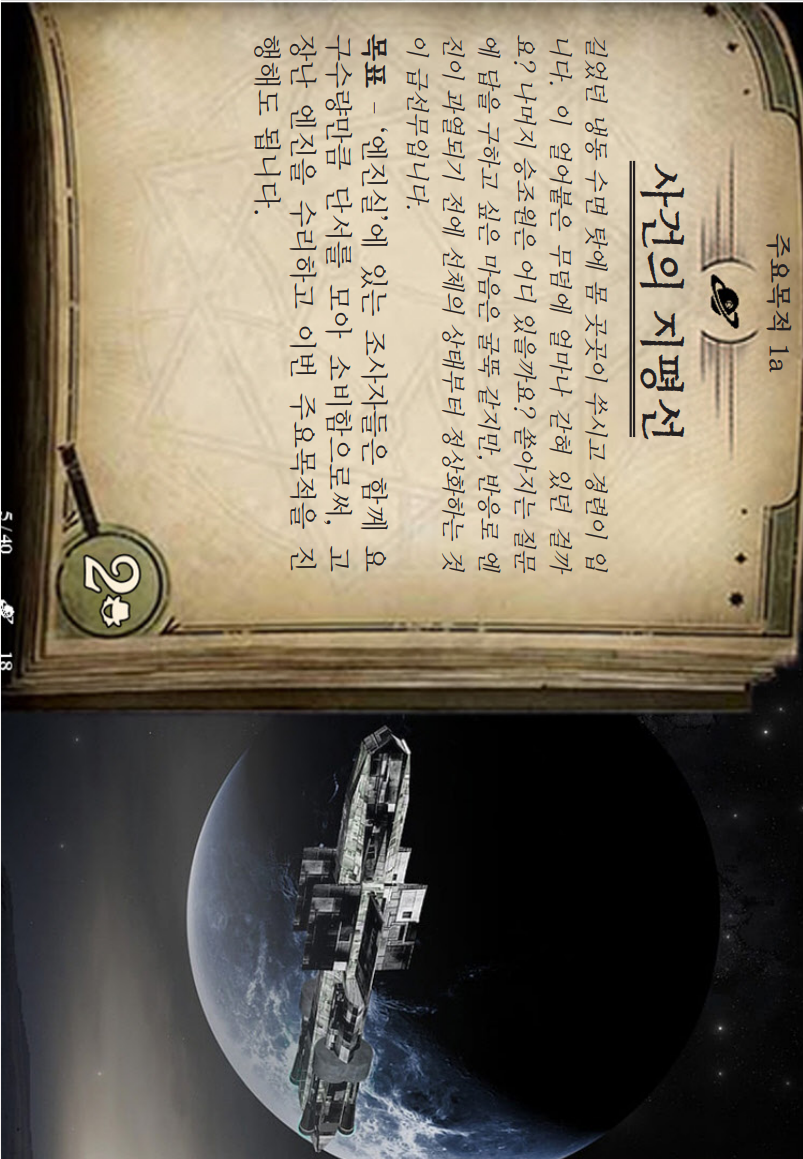 주요목적 1a
사건의 지평선
길었던 냉동 수면 탓에 몸 곳곳이 쑤시고 경련이 입
니다. 이 얼어붙은 무덤에 얼마나 갇혀 있던 걸까
요? 나머지 승조원은 어디 있을까요? 쏟아지는 질문
에 답을 구하고 싶은 마음은 굴뚝 같지만, 반응로 엔
진이 과열되기 전에 선체의 상태부터 정상화하는 것
이 급선무입니다.
목표 – ‘엔진실’에 있는 조사자들은 함께 요
구수량만큼 단서를 모아 소비함으로써, 고
장난 엔진을 수리하고 이번 주요목적을 진
행해도 됩니다.
2
5/40 18